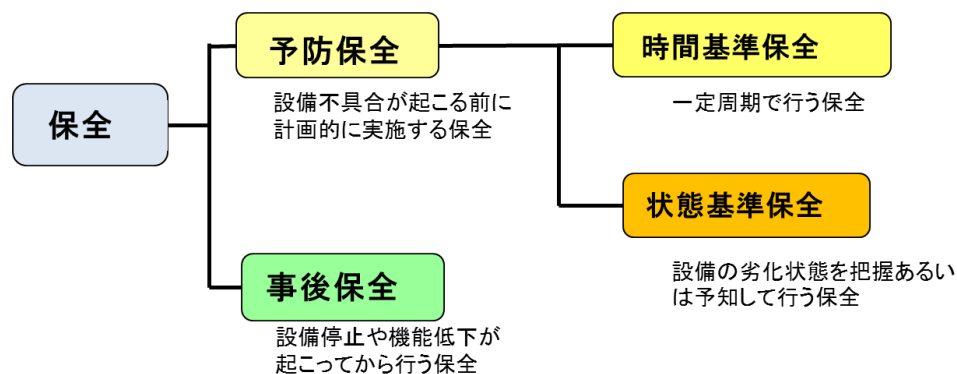 保全
予防保全
設備不具合が起こる前に
計画的に実施する保全
時間基準保全
一定周期で行う保全
状態基準保全
設備の劣化状態を把握あるい
は予知して行う保全
事後保全
設備停止や機能低下が
起こってから行う保全